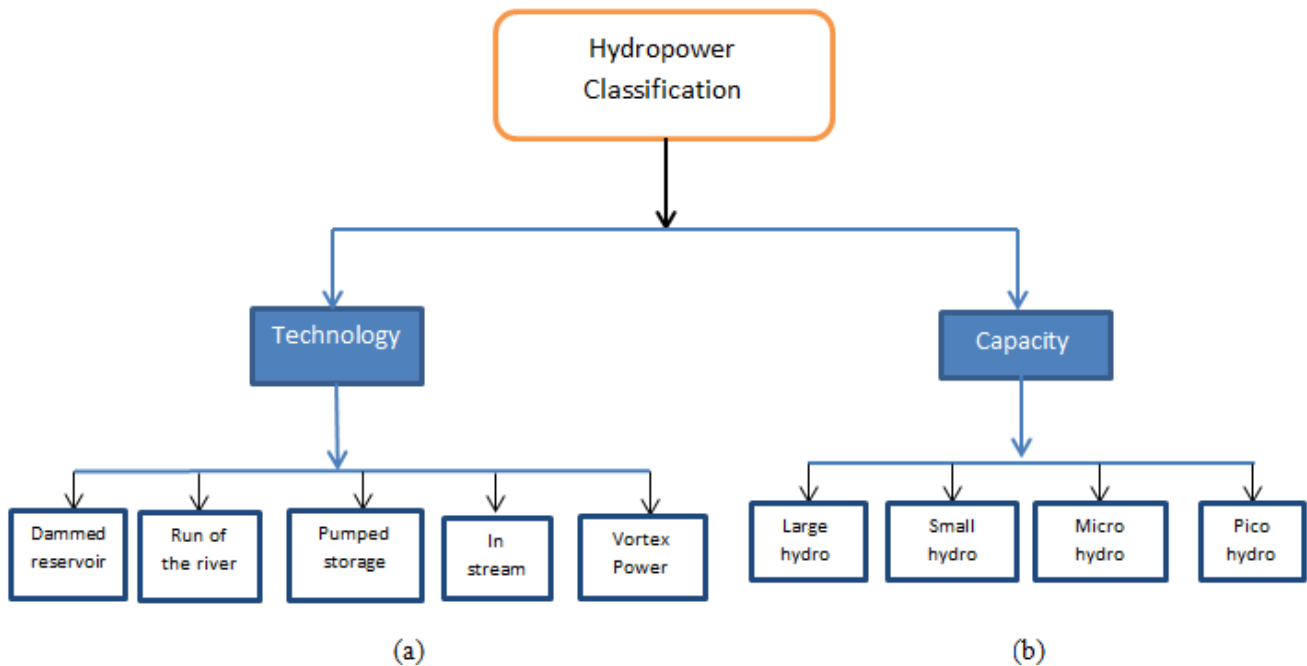 Hydropower
Classification
Technology
Capacity
Dammed
reservoir
Run of
the river
Pumped
storage
In
stream
Vortex
Power
Large
hydro
Small
hydro
Micro
hydro
Pico
hydro
(a)
(b)